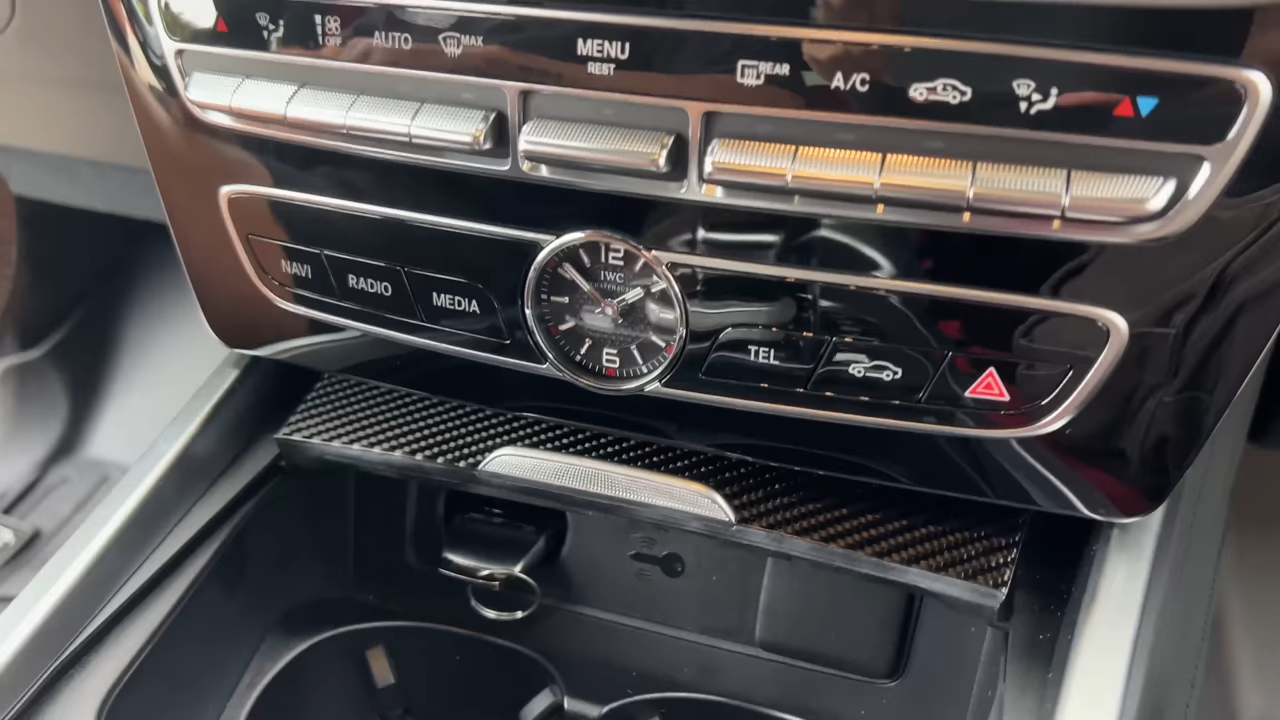 OFF
AUTO
MAX
MENU
REST
REAR
A/C
NAVI
RADIO
MEDIA
12
IWC
SCHAFFHAUSEN
6
TEL